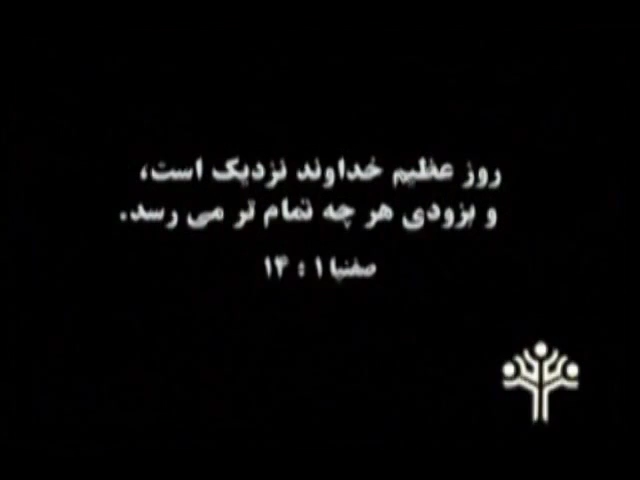 روز عظیم خداوند نزدیک است،
و بزودی هر چه تمام تر می رسد.
صفنیا ۱ : ۱۴